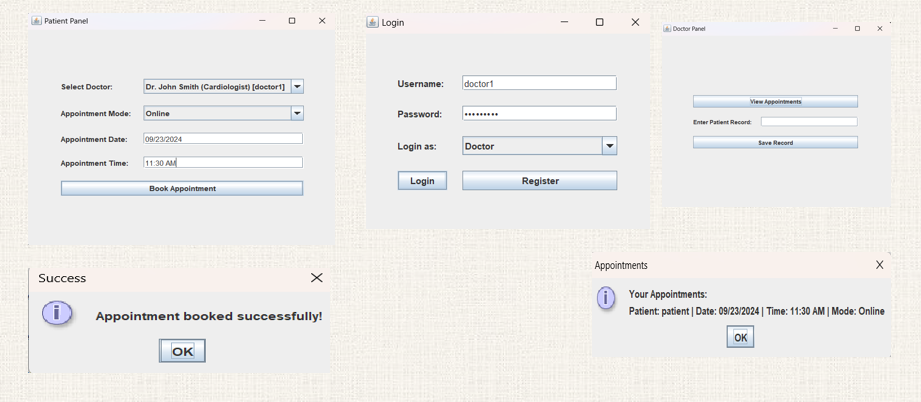 Patient Panel
Select Doctor: Dr. John Smith (Cardiologist) [doctor1]
Appointment Mode: Online
Appointment Date: 09/23/2024
Appointment Time: 11:30 AM
Book Appointment
Login
Username: doctor1
Password: •••••••••
Login as: Doctor
Login Register
Doctor Panel
View Appointments
Enter Patient Record:
Save Record
Success
Appointment booked successfully!
OK
Appointments
Your Appointments:
Patient: patient | Date: 09/23/2024 | Time: 11:30 AM | Mode: Online
OK